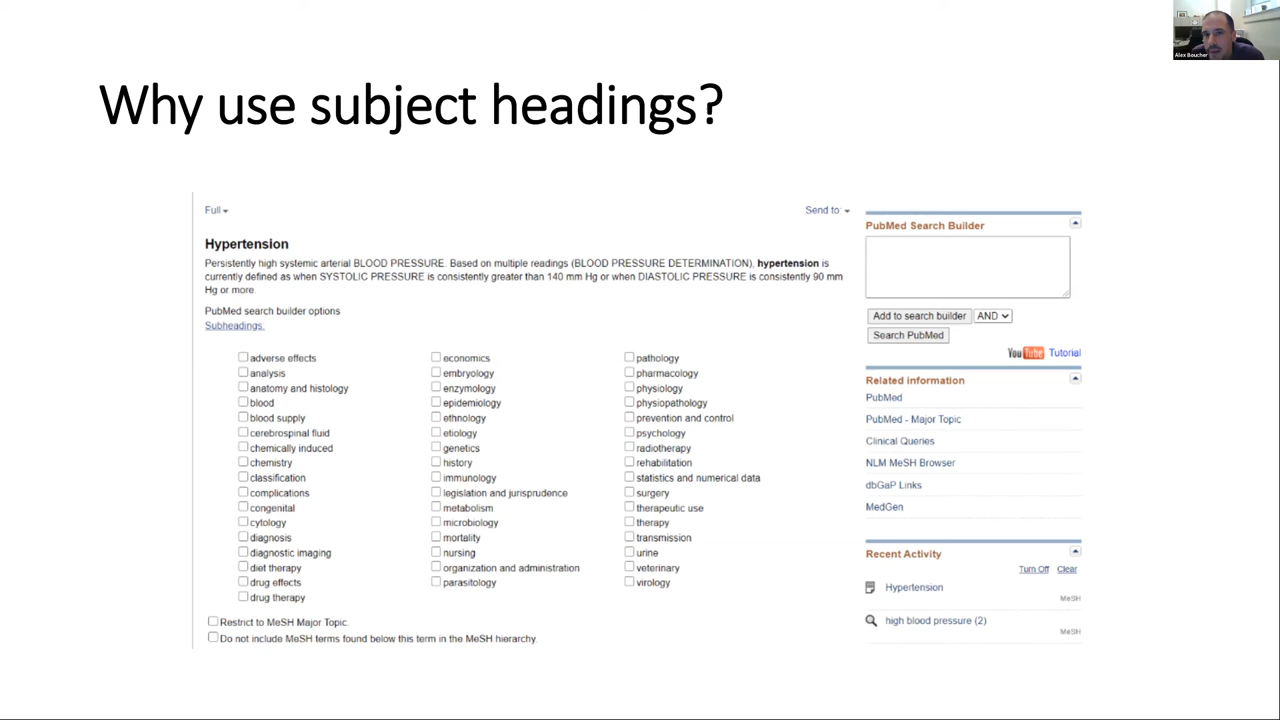 Alex Boucher
Why use subject headings?
Full
Send to:
Hypertension
Persistently high systemic arterial BLOOD PRESSURE. Based on multiple readings (BLOOD PRESSURE DETERMINATION), hypertension is
currently defined as when SYSTOLIC PRESSURE is consistently greater than 140 mm Hg or when DIASTOLIC PRESSURE is consistently 90 mm
Hg or more.
PubMed search builder options
Subheadings:
adverse effects
analysis
anatomy and histology
blood
blood supply
cerebrospinal fluid
chemically induced
chemistry
classification
complications
congenital
cytology
diagnosis
diagnostic imaging
diet therapy
drug effects
drug therapy
economics
embryology
enzymology
epidemiology
ethnology
etiology
genetics
history
immunology
legislation and jurisprudence
metabolism
microbiology
mortality
nursing
organization and administration
parasitology
pathology
pharmacology
physiology
physiopathology
prevention and control
psychology
radiotherapy
rehabilitation
statistics and numerical data
surgery
therapeutic use
therapy
transmission
urine
veterinary
virology
Restrict to MeSH Major Topic.
Do not include MeSH terms found below this term in the MeSH hierarchy.
PubMed Search Builder
Add to search builder AND
Search PubMed
YouTube Tutorial
Related information
PubMed
PubMed - Major Topic
Clinical Queries
NLM MeSH Browser
dbGaP Links
MedGen
Recent Activity
Turn Off Clear
Hypertension
MeSH
high blood pressure (2)
MeSH